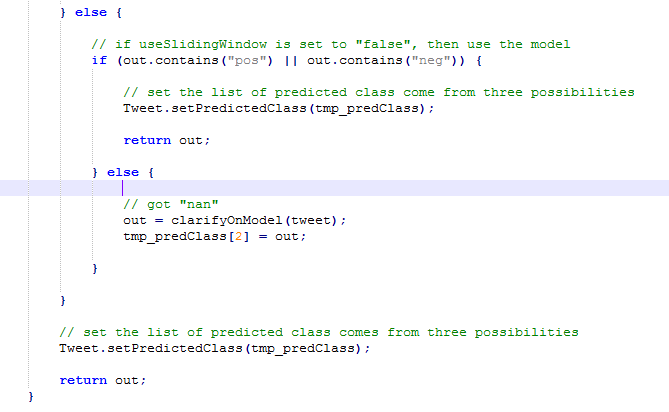 } else {
// if useSlidingWindow is set to "false", then use the model
if (out.contains("pos") || out.contains("neg")) {
// set the list of predicted class come from three possibilities
Tweet.setPredictedClass(tmp_predClass);
return out;
} else {
// got "nan"
out = clarifyOnModel(tweet);
tmp_predClass[2] = out;
}
}
// set the list of predicted class comes from three possibilities
Tweet.setPredictedClass(tmp_predClass);
return out;
}